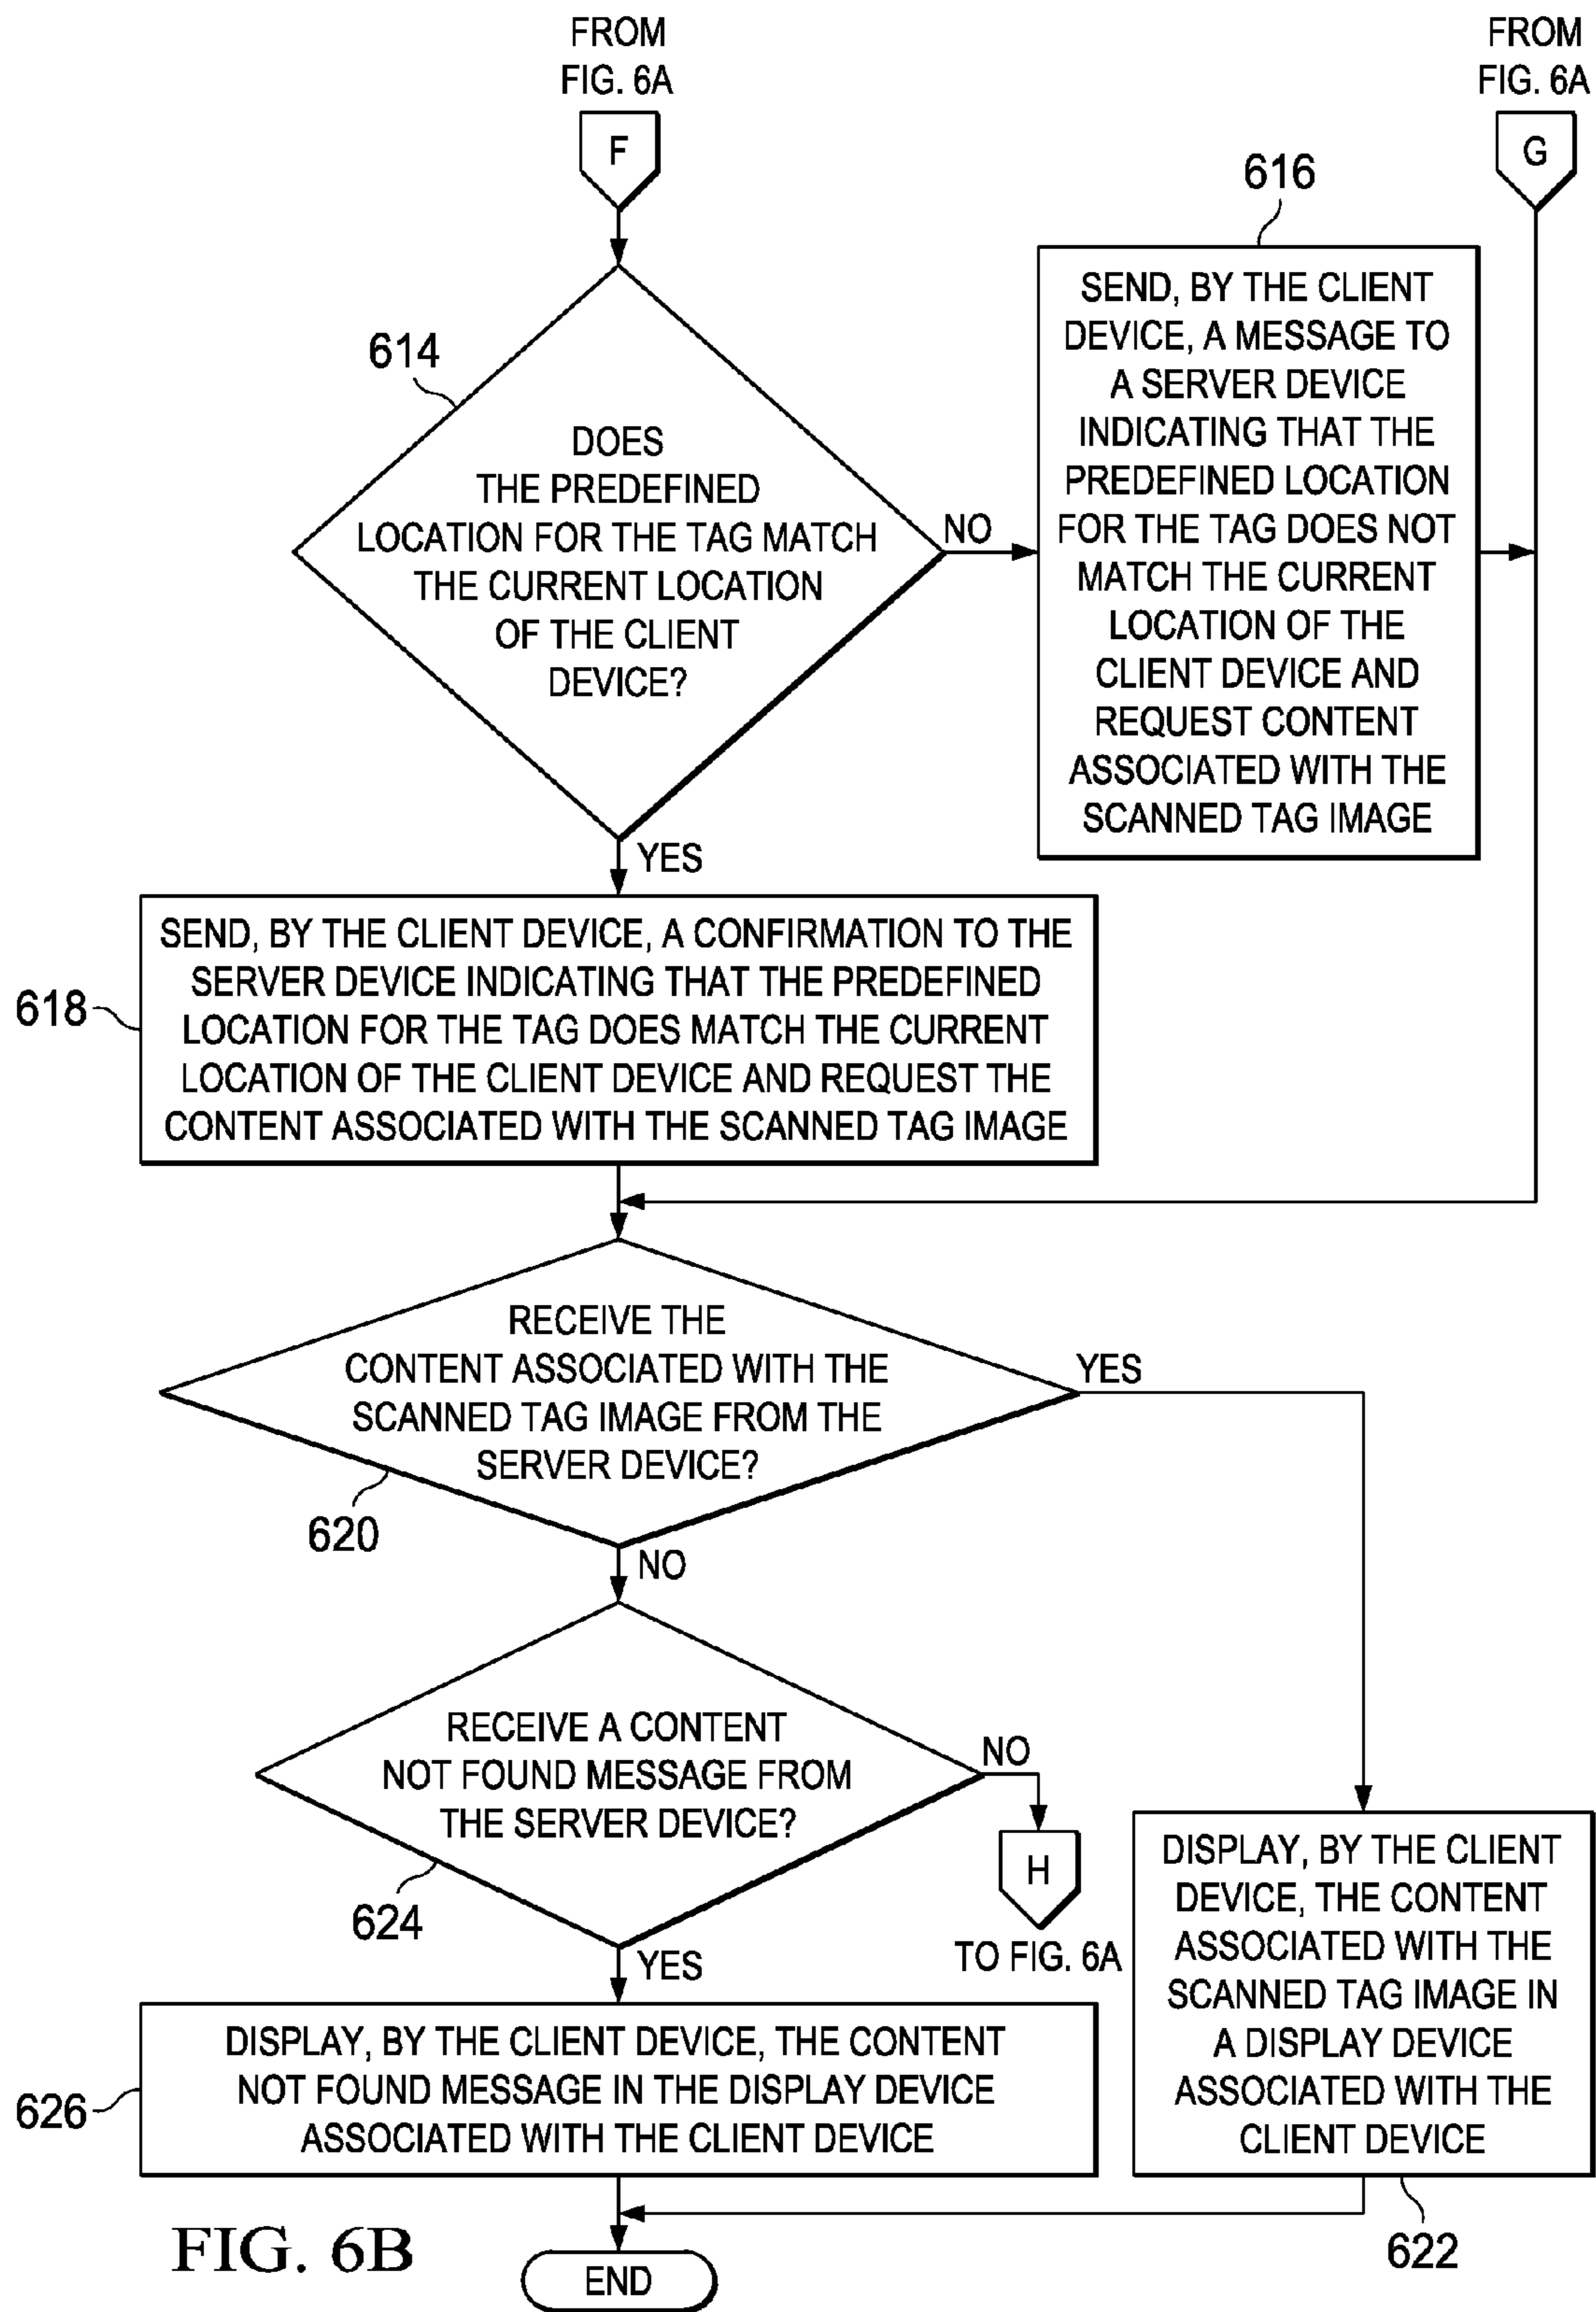 FROM
FIG. 6A
F
FROM
FIG. 6A
G
614
DOES
THE PREDEFINED
LOCATION FOR THE TAG MATCH
THE CURRENT LOCATION
OF THE CLIENT
DEVICE?
NO
616
SEND, BY THE CLIENT
DEVICE, A MESSAGE TO
A SERVER DEVICE
INDICATING THAT THE
PREDEFINED LOCATION
FOR THE TAG DOES NOT
MATCH THE CURRENT
LOCATION OF THE
CLIENT DEVICE AND
REQUEST CONTENT
ASSOCIATED WITH THE
SCANNED TAG IMAGE
YES
618
SEND, BY THE CLIENT DEVICE, A CONFIRMATION TO THE
SERVER DEVICE INDICATING THAT THE PREDEFINED
LOCATION FOR THE TAG DOES MATCH THE CURRENT
LOCATION OF THE CLIENT DEVICE AND REQUEST THE
CONTENT ASSOCIATED WITH THE SCANNED TAG IMAGE
RECEIVE THE
CONTENT ASSOCIATED WITH THE
SCANNED TAG IMAGE FROM THE
SERVER DEVICE?
YES
620
NO
RECEIVE A CONTENT
NOT FOUND MESSAGE FROM
THE SERVER DEVICE?
NO
H
TO FIG. 6A
624
YES
DISPLAY, BY THE CLIENT
DEVICE, THE CONTENT
ASSOCIATED WITH THE
SCANNED TAG IMAGE IN
A DISPLAY DEVICE
ASSOCIATED WITH THE
CLIENT DEVICE
622
626
DISPLAY, BY THE CLIENT DEVICE, THE CONTENT
NOT FOUND MESSAGE IN THE DISPLAY DEVICE
ASSOCIATED WITH THE CLIENT DEVICE
FIG. 6B
END